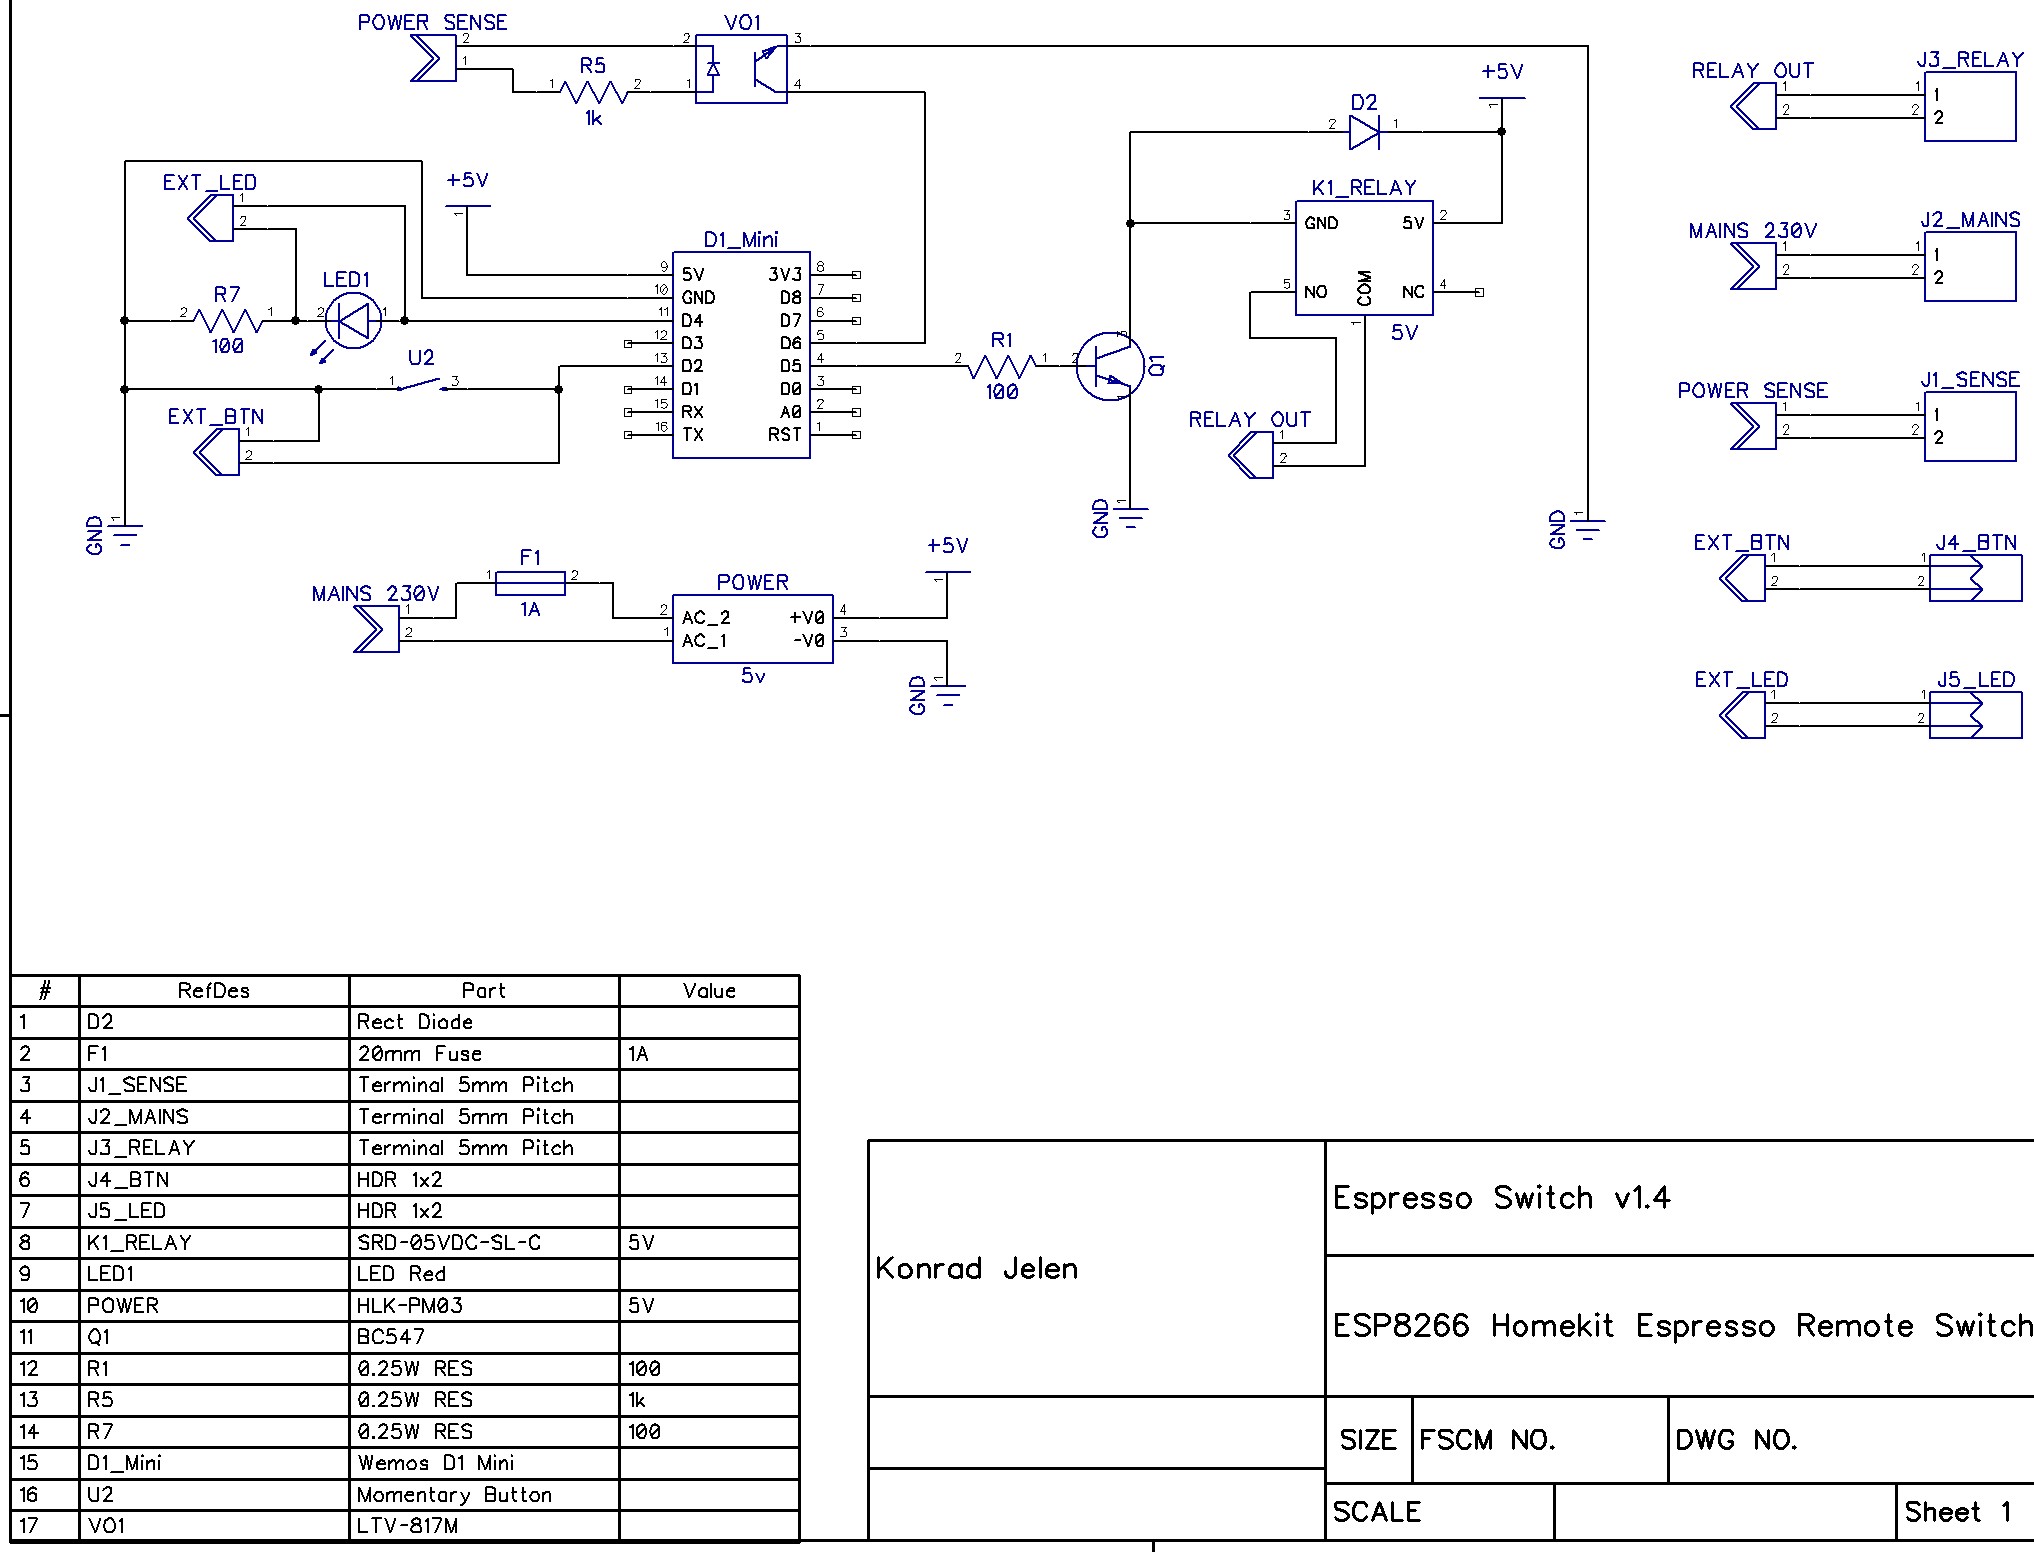 POWER SENSE
2
1
1 R5 2
1k
VO1
2
1
3
4
+5V
1
D2
2 1
K1_RELAY
3 GND 5V 2
5 NO COM NC 4
1
5V
RELAY OUT
1
2
EXT_LED
1
2
+5V
1
R7
2 1
100
LED1
2 1
U2
1 3
EXT_BTN
1
2
GND 1
D1_Mini
9 5V 3V3 8
10 GND D8 7
11 D4 D7 6
12 D3 D6 5
13 D2 D5 4
14 D1 D0 3
15 RX A0 2
16 TX RST 1
R1
2 1
100
2 3 1 Q1
GND 1
GND 1
MAINS 230V
1
2
F1
1 2
1A
POWER
2 AC_2 +V0 4
1 AC_1 -V0 3
5v
+5V
1
GND 1
RELAY OUT J3_RELAY
1 1 1
2 2 2
MAINS 230V J2_MAINS
1 1 1
2 2 2
POWER SENSE J1_SENSE
1 1 1
2 2 2
EXT_BTN J4_BTN
1 1
2 2
EXT_LED J5_LED
1 1
2 2
# RefDes Part Value
1 D2 Rect Diode
2 F1 20mm Fuse 1A
3 J1_SENSE Terminal 5mm Pitch
4 J2_MAINS Terminal 5mm Pitch
5 J3_RELAY Terminal 5mm Pitch
6 J4_BTN HDR 1x2
7 J5_LED HDR 1x2
8 K1_RELAY SRD-05VDC-SL-C 5V
9 LED1 LED Red
10 POWER HLK-PM03 5V
11 Q1 BC547
12 R1 0.25W RES 100
13 R5 0.25W RES 1k
14 R7 0.25W RES 100
15 D1_Mini Wemos D1 Mini
16 U2 Momentary Button
17 VO1 LTV-817M
Konrad Jelen
Espresso Switch v1.4
ESP8266 Homekit Espresso Remote Switch
SIZE FSCM NO. DWG NO.
SCALE Sheet 1